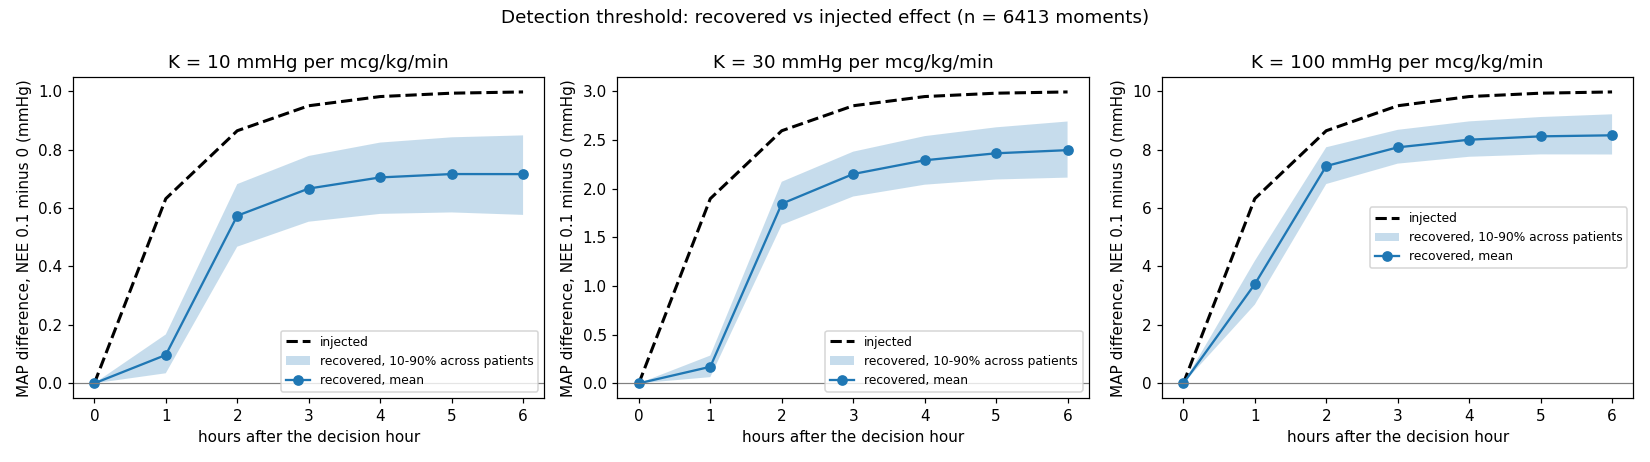 Detection threshold: recovered vs injected effect (n = 6413 moments)
K = 10 mmHg per mcg/kg/min
MAP difference, NEE 0.1 minus 0 (mmHg)
1.0
0.8
0.6
0.4
0.2
0.0
injected
recovered, 10-90% across patients
recovered, mean
0 1 2 3 4 5 6
hours after the decision hour
K = 30 mmHg per mcg/kg/min
MAP difference, NEE 0.1 minus 0 (mmHg)
3.0
2.5
2.0
1.5
1.0
0.5
0.0
injected
recovered, 10-90% across patients
recovered, mean
0 1 2 3 4 5 6
hours after the decision hour
K = 100 mmHg per mcg/kg/min
MAP difference, NEE 0.1 minus 0 (mmHg)
10
8
6
4
2
0
injected
recovered, 10-90% across patients
recovered, mean
0 1 2 3 4 5 6
hours after the decision hour